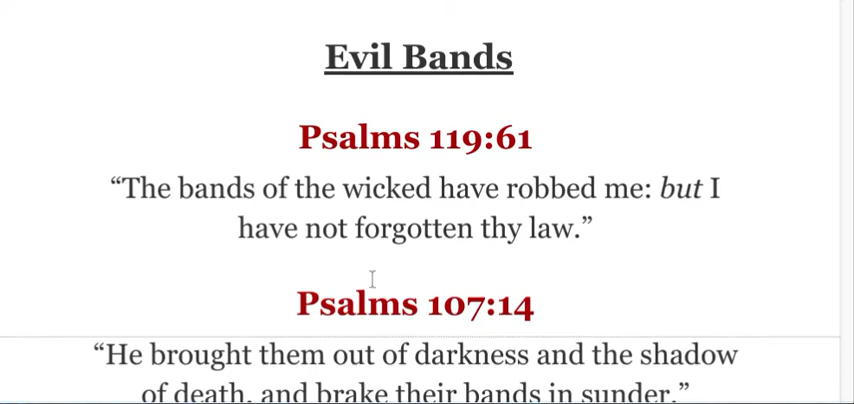 Evil Bands
Psalms 119:61
“The bands of the wicked have robbed me: but I
have not forgotten thy law.”
Psalms 107:14
“He brought them out of darkness and the shadow
of death, and brake their bands in sunder.”